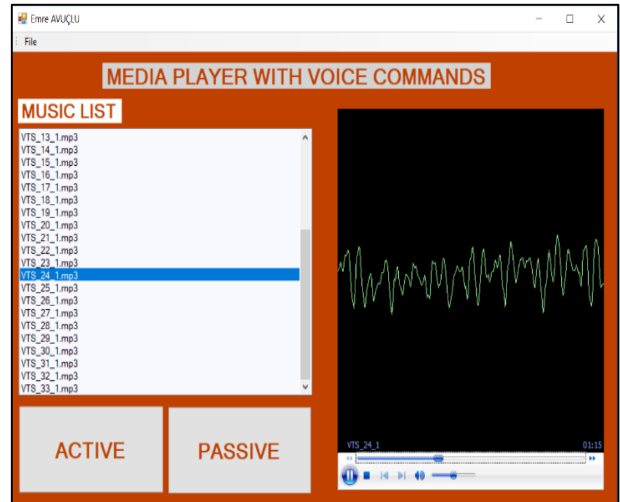 Emre AVUÇLU
File
MEDIA PLAYER WITH VOICE COMMANDS
MUSIC LIST
VTS_13_1.mp3
VTS_14_1.mp3
VTS_15_1.mp3
VTS_16_1.mp3
VTS_17_1.mp3
VTS_18_1.mp3
VTS_19_1.mp3
VTS_20_1.mp3
VTS_21_1.mp3
VTS_22_1.mp3
VTS_23_1.mp3
VTS_24_1.mp3
VTS_25_1.mp3
VTS_26_1.mp3
VTS_27_1.mp3
VTS_28_1.mp3
VTS_29_1.mp3
VTS_30_1.mp3
VTS_31_1.mp3
VTS_32_1.mp3
VTS_33_1.mp3
ACTIVE
PASSIVE
VTS_24_1 01:15